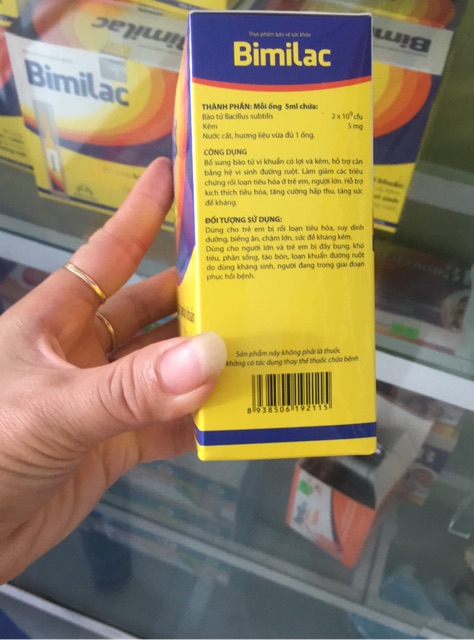 Thực phẩm bảo vệ sức khỏe
Bimilac
Bimilac
THÀNH PHẦN: Mỗi ống 5ml chứa:
Bào tử Bacillus subtilis 2 x 10⁹ cfu
Kẽm 5 mg
Nước cất, hương liệu vừa đủ 1 ống.
CÔNG DỤNG
Bổ sung bào tử vi khuẩn có lợi và kẽm, hỗ trợ cân
bằng hệ vi sinh đường ruột. Làm giảm các triệu
chứng rối loạn tiêu hóa ở trẻ em, người lớn. Hỗ trợ
kích thích tiêu hóa, tăng cường hấp thu, tăng sức
đề kháng.
ĐỐI TƯỢNG SỬ DỤNG:
Dùng cho trẻ em bị rối loạn tiêu hóa, suy dinh
dưỡng, biếng ăn, chậm lớn, sức đề kháng kém.
Dùng cho người lớn và trẻ em bị đầy bụng, khó
tiêu, phân sống, táo bón, loạn khuẩn đường ruột
do dùng kháng sinh, người đang trong giai đoạn
phục hồi bệnh.
Sản phẩm này không phải là thuốc
không có tác dụng thay thế thuốc chữa bệnh
8 938506 192115